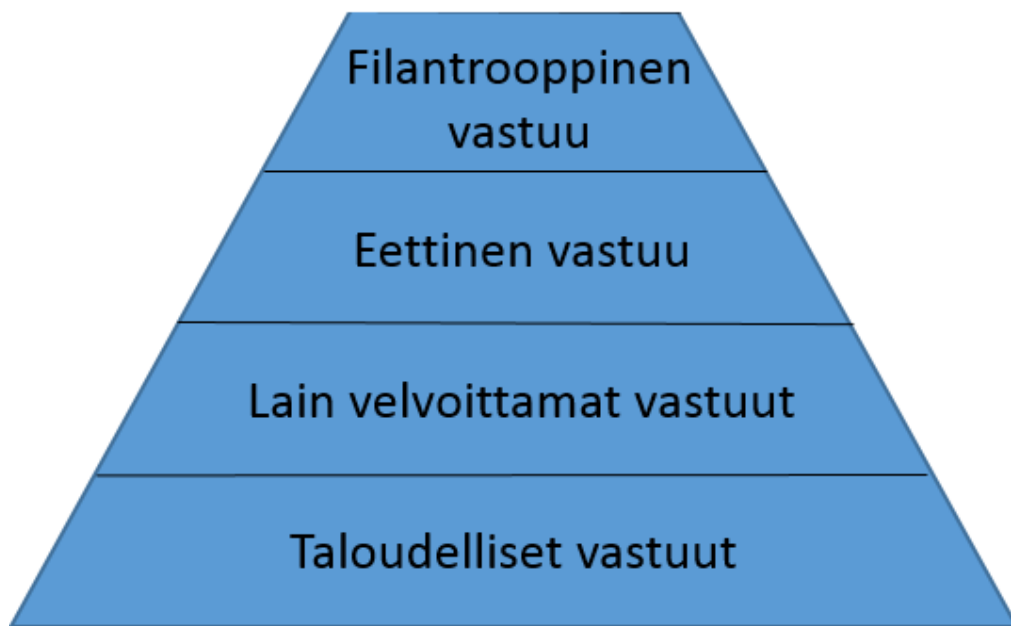 Filantrooppinen
vastuu
Eettinen vastuu
Lain velvoittamat vastuut
Taloudelliset vastuut